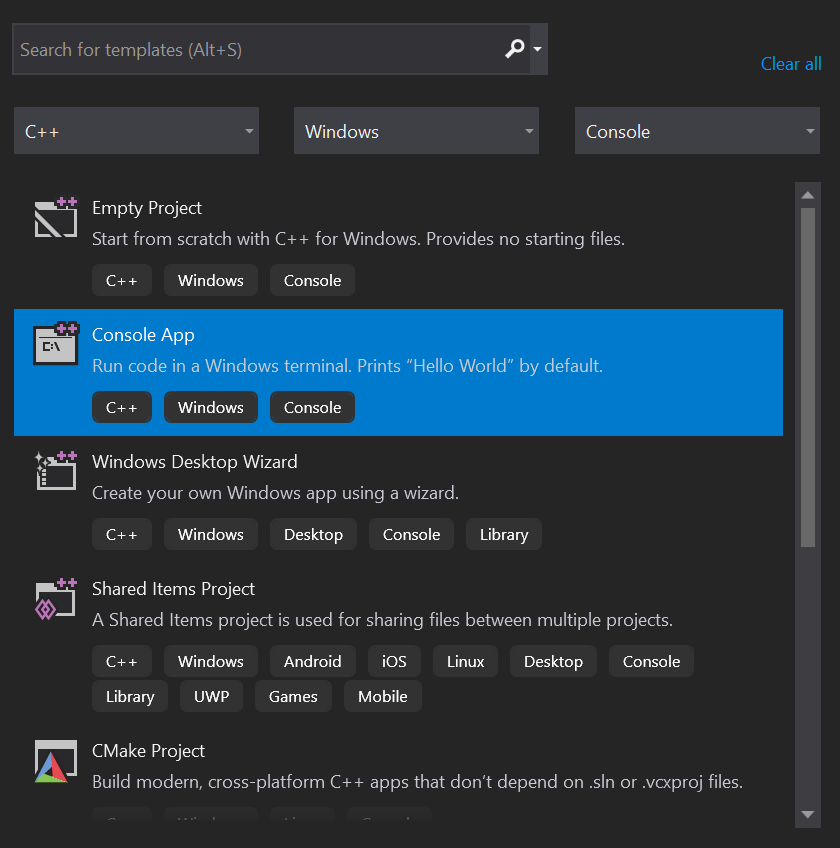 Search for templates (Alt+S)
Clear all
C++ Windows Console
Empty Project
Start from scratch with C++ for Windows. Provides no starting files.
C++ Windows Console
Console App
C:\
Run code in a Windows terminal. Prints “Hello World” by default.
C++ Windows Console
Windows Desktop Wizard
Create your own Windows app using a wizard.
C++ Windows Desktop Console Library
Shared Items Project
A Shared Items project is used for sharing files between multiple projects.
C++ Windows Android iOS Linux Desktop Console
Library UWP Games Mobile
CMake Project
Build modern, cross-platform C++ apps that don’t depend on .sln or .vcxproj files.